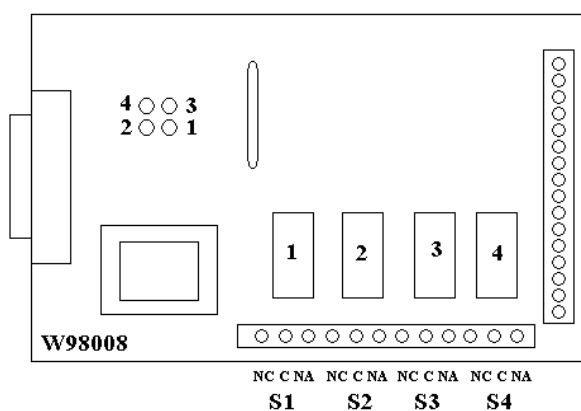 4 3
2 1
1 2 3 4
W98008
NC C NA NC C NA NC C NA NC C NA
S1 S2 S3 S4